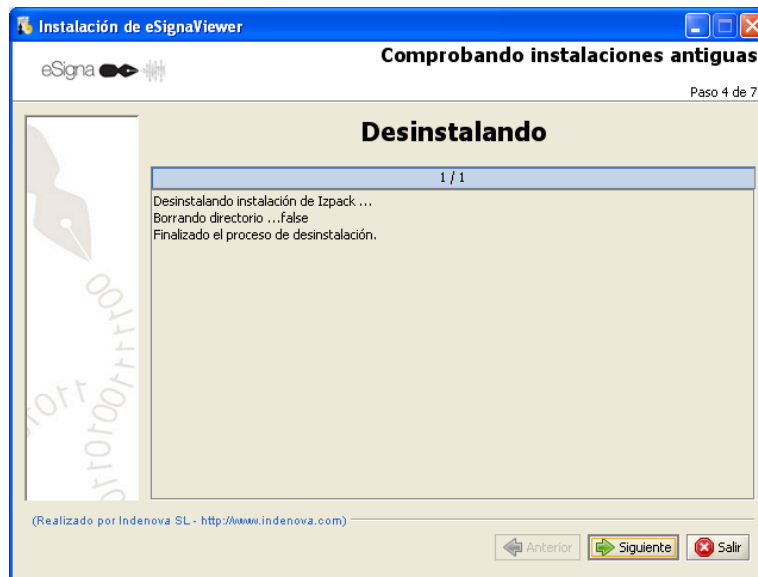 Instalación de eSignaViewer
eSigna
Comprobando instalaciones antiguas
Paso 4 de 7
Desinstalando
1 / 1
Desinstalando instalación de Izpack ...
Borrando directorio ...false
Finalizado el proceso de desinstalación.
(Realizado por Indenova SL - http://www.indenova.com)
Anterior
Siguiente
Salir